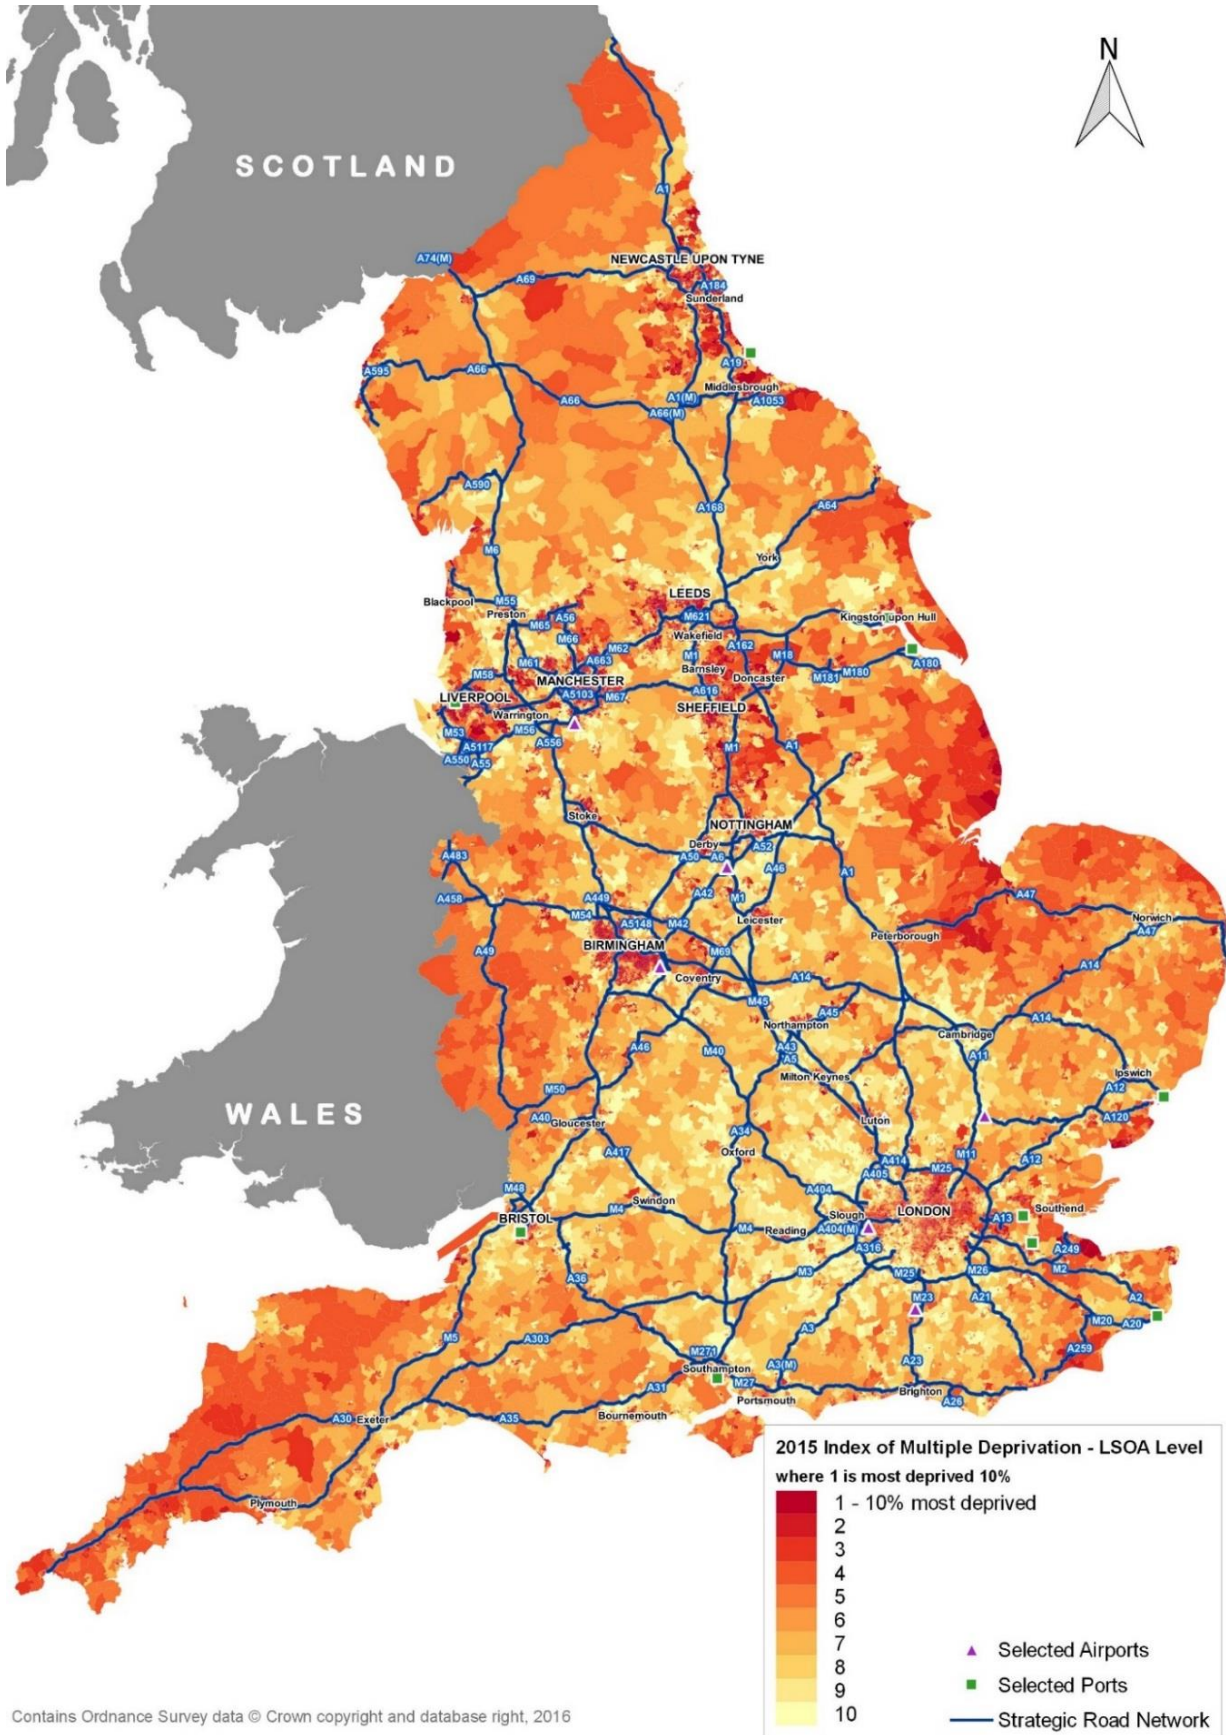 N
SCOTLAND
A1
A74(M)
NEWCASTLE UPON TYNE
A69
A184
Sunderland
A19
A595
A66
Middlesbrough
A66
A1(M)
A1053
A66(M)
A590
A168
A64
M6
York
LEEDS
Blackpool
M55
Preston
A56
M621
Kingston upon Hull
M65
M66
Wakefield
M62
A162
M18
M61
A663
M1
Barnsley
M180
A180
M58
MANCHESTER
Doncaster
M181
LIVERPOOL
A5103
M67
A616
SHEFFIELD
Warrington
M53
M56
A556
A5117
M1
A1
A550
A55
Stoke
NOTTINGHAM
Derby
A52
A483
A50
A6
A46
A1
A42
M1
A47
A458
A449
M54
A5148
M42
Leicester
Norwich
A47
Peterborough
BIRMINGHAM
A49
M69
A14
Coventry
A14
M45
A45
A14
Northampton
Cambridge
A46
M40
A43
A5
A11
Milton Keynes
Ipswich
A12
M50
WALES
A40
Gloucester
Luton
A120
A34
A417
Oxford
M11
A12
A414
M25
A405
M48
A404
Swindon
BRISTOL
M4
Slough
LONDON
Southend
A13
M4
Reading
A404(M)
A316
A249
M2
A36
M3
M25
M26
M23
A21
A2
M20
A20
M5
A303
A3
A259
M271
Southampton
A3(M)
A23
M27
A31
Portsmouth
Brighton
A26
A30
Exeter
A35
Bournemouth
Plymouth
2015 Index of Multiple Deprivation - LSOA Level
where 1 is most deprived 10%
1 - 10% most deprived
2
3
4
5
6
7
8
9
10
Selected Airports
Selected Ports
Strategic Road Network
Contains Ordnance Survey data © Crown copyright and database right, 2016